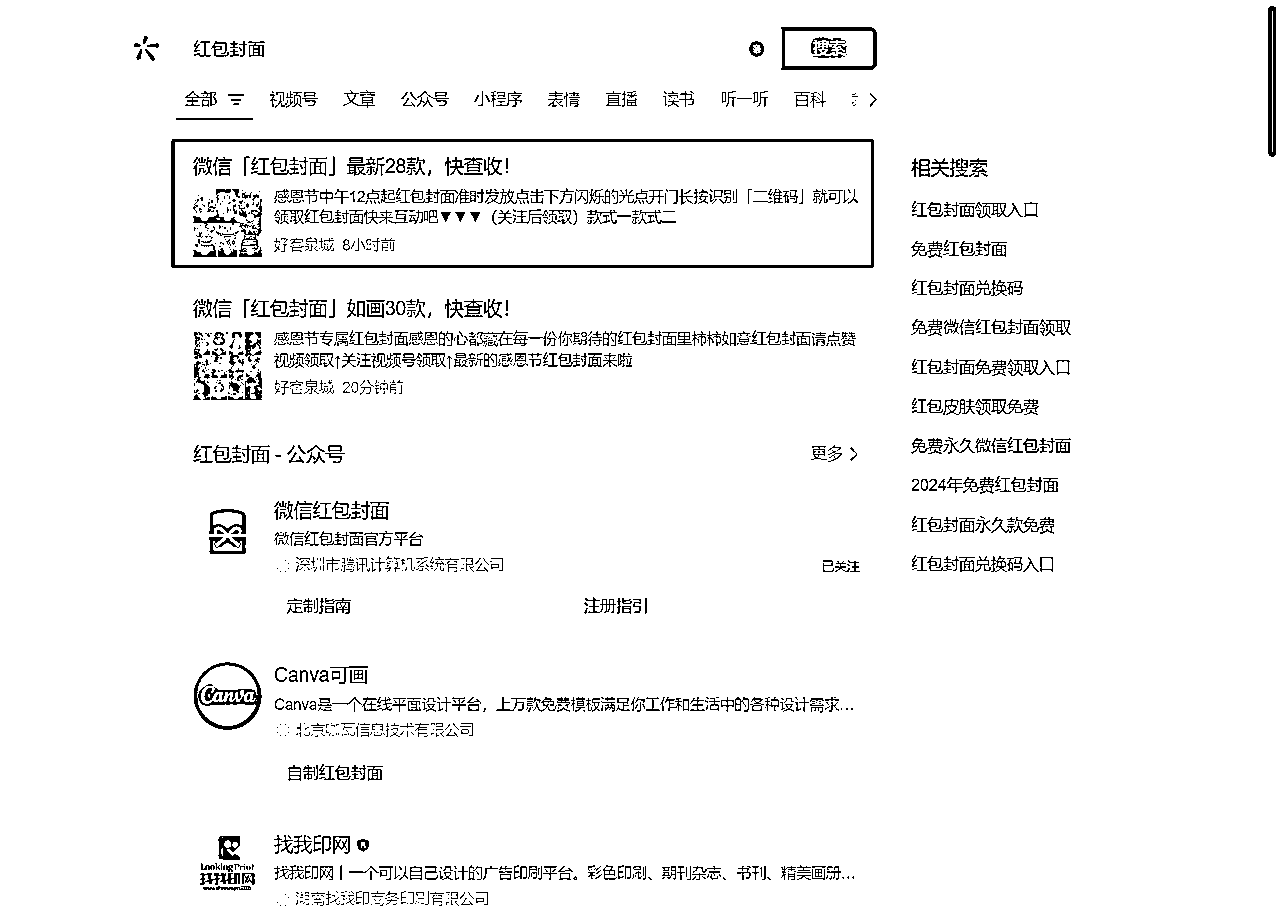 红包封面
搜索
全部 视频号 文章 公众号 小程序 表情 直播 读书 听一听 百科
微信「红包封面」最新28款，快查收！
感恩节中午12点起红包封面准时发放点击下方闪烁的光点开门长按识别「二维码」就可以
领取红包封面快来互动吧▼▼▼（关注后领取）款式一款式二
好客泉城 8小时前
微信「红包封面」如画30款，快查收！
感恩节专属红包封面感恩的心都藏在每一份你期待的红包封面里柿柿如意红包封面请点赞
视频领取↑关注视频号领取↑最新的感恩节红包封面来啦
好客泉城 20分钟前
红包封面 - 公众号 更多
微信红包封面
微信红包封面官方平台
深圳市腾讯计算机系统有限公司
已关注
定制指南 注册指引
Canva
Canva可画
Canva是一个在线平面设计平台，上万款免费模板满足你工作和生活中的各种设计需求...
北京 信息技术有限公司
自制红包封面
LookingPrint
找我印网
找我印网
找我印网丨一个可以自己设计的广告印刷平台。彩色印刷、期刊杂志、书刊、精美画册...
湖南找我印商务印刷有限公司
相关搜索
红包封面领取入口
免费红包封面
红包封面兑换码
免费微信红包封面领取
红包封面免费领取入口
红包皮肤领取免费
免费永久微信红包封面
2024年免费红包封面
红包封面永久款免费
红包封面兑换码入口